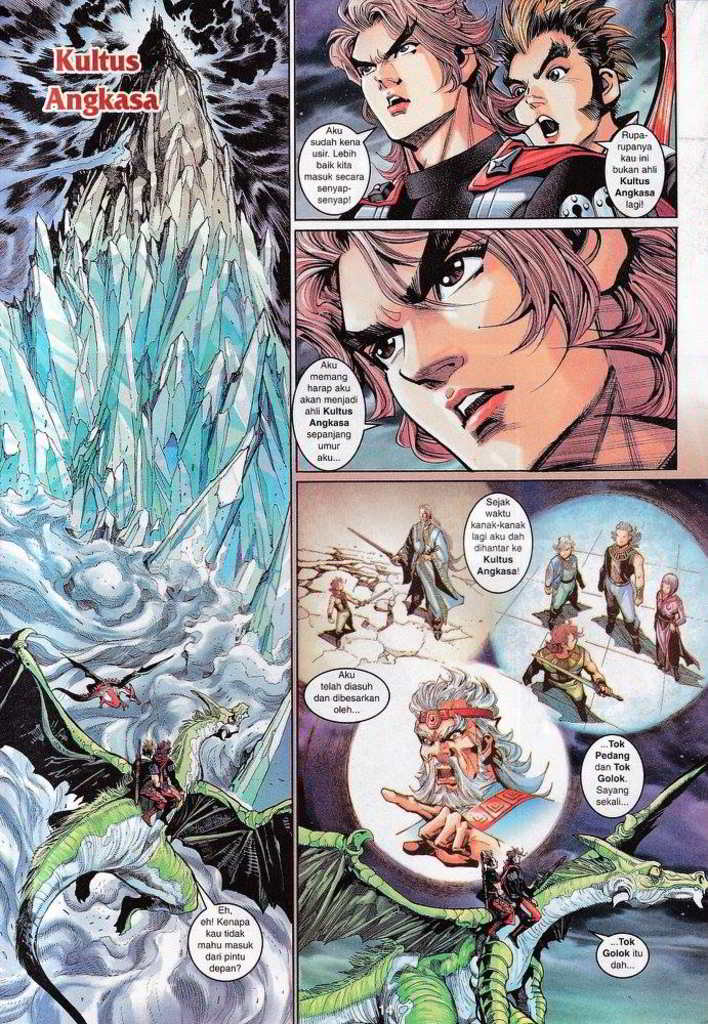 Kultus
Angkasa
Eh,
eh! Kenapa
kau tidak
mahu masuk
dari pintu
depan?
Aku
sudah kena
usir. Lebih
baik kita
masuk secara
senyap-
senyap!
Rupa-
rupanya
kau ini
bukan ahli
Kultus
Angkasa
lagi!
Aku
memang
harap aku
akan menjadi
ahli Kultus
Angkasa
sepanjang
umur
aku...
Sejak
waktu
kanak-kanak
lagi aku dah
dihantar ke
Kultus
Angkasa!
Aku
telah diasuh
dan dibesarkan
oleh...
...Tok
Pedang
dan Tok
Golok.
Sayang
sekali...
...Tok
Golok itu
dah...
14